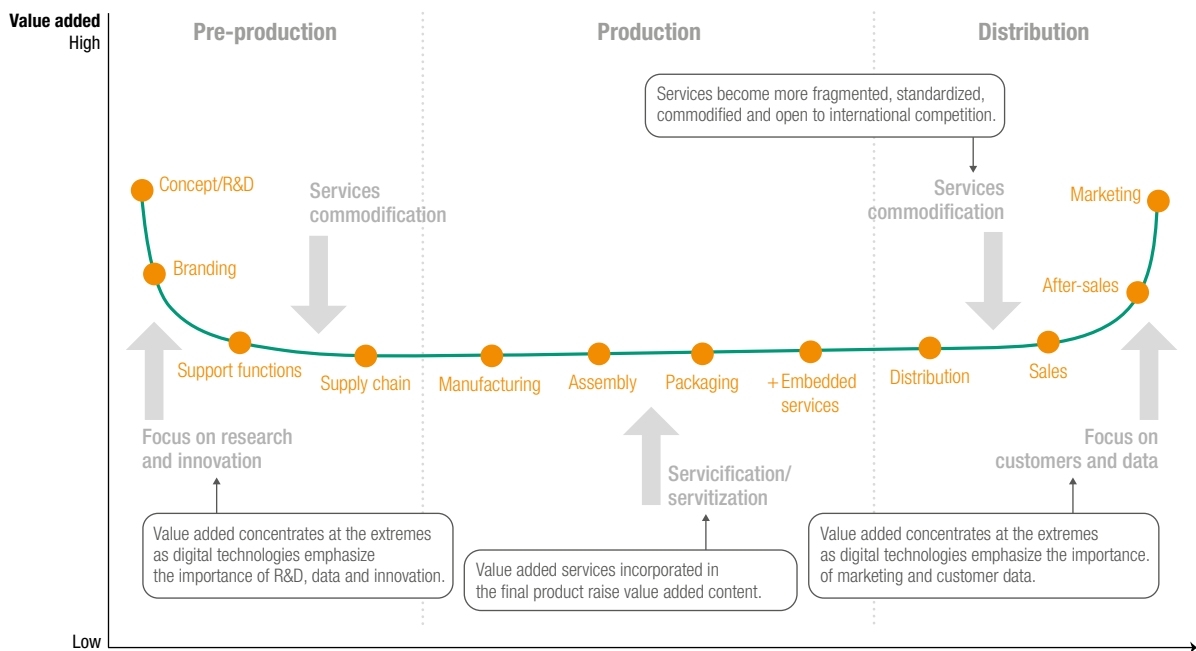 Value added
High
Pre-production
Production
Distribution
Services become more fragmented, standardized,
commodified and open to international competition.
Concept/R&D
Services
commodification
Services
commodification
Marketing
Branding
After-sales
Support functions
Supply chain
Manufacturing
Assembly
Packaging
+Embedded
services
Distribution
Sales
Focus on research
and innovation
Servicification/
servitization
Focus on
customers and data
Value added concentrates at the extremes
as digital technologies emphasize
the importance of R&D, data and innovation.
Value added services incorporated in
the final product raise value added content.
Value added concentrates at the extremes
as digital technologies emphasize the importance.
of marketing and customer data.
Low